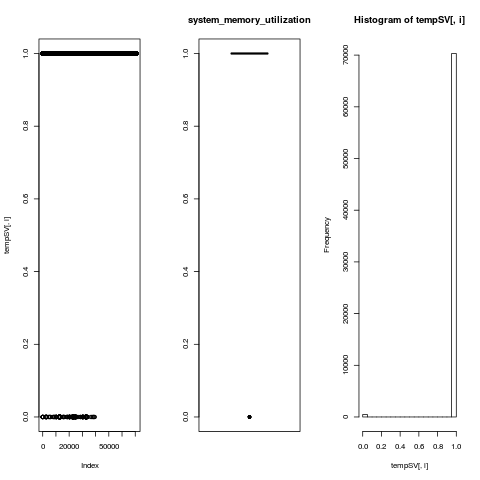 tempSV[, i]
0.0 0.2 0.4 0.6 0.8 1.0
0 20000 50000
Index
system_memory_utilization
0.0 0.2 0.4 0.6 0.8 1.0
Histogram of tempSV[, i]
Frequency
0 10000 20000 30000 40000 50000 60000 70000
0.0 0.2 0.4 0.6 0.8 1.0
tempSV[, i]